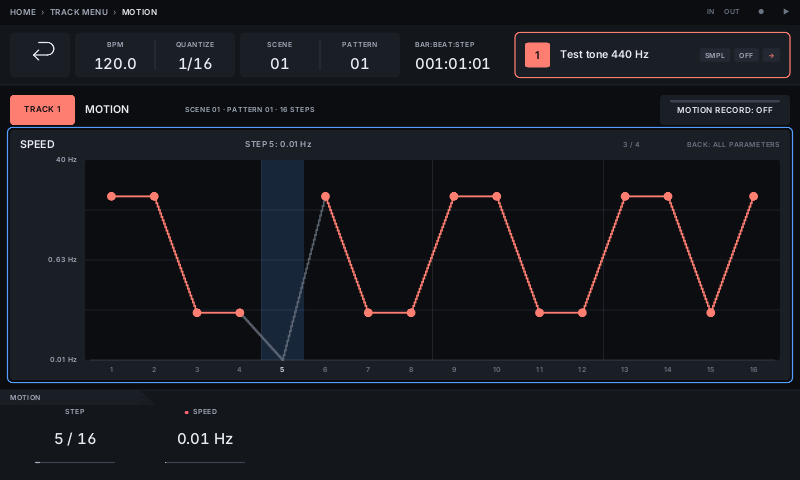 HOME › TRACK MENU › MOTION
IN OUT
BPM
120.0
QUANTIZE
1/16
SCENE
01
PATTERN
01
BAR:BEAT:STEP
001:01:01
1
Test tone 440 Hz
SMPL
OFF
TRACK 1
MOTION
SCENE 01 · PATTERN 01 · 16 STEPS
MOTION RECORD: OFF
SPEED
STEP 5: 0.01 Hz
3 / 4
BACK: ALL PARAMETERS
40 Hz
0.63 Hz
0.01 Hz
1 2 3 4 5 6 7 8 9 10 11 12 13 14 15 16
MOTION
STEP
5 / 16
SPEED
0.01 Hz